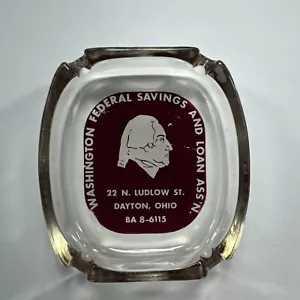 WASHINGTON FEDERAL SAVINGS AND LOAN ASS'N.
22 N. LUDLOW ST.
DAYTON, OHIO
BA 8-6115